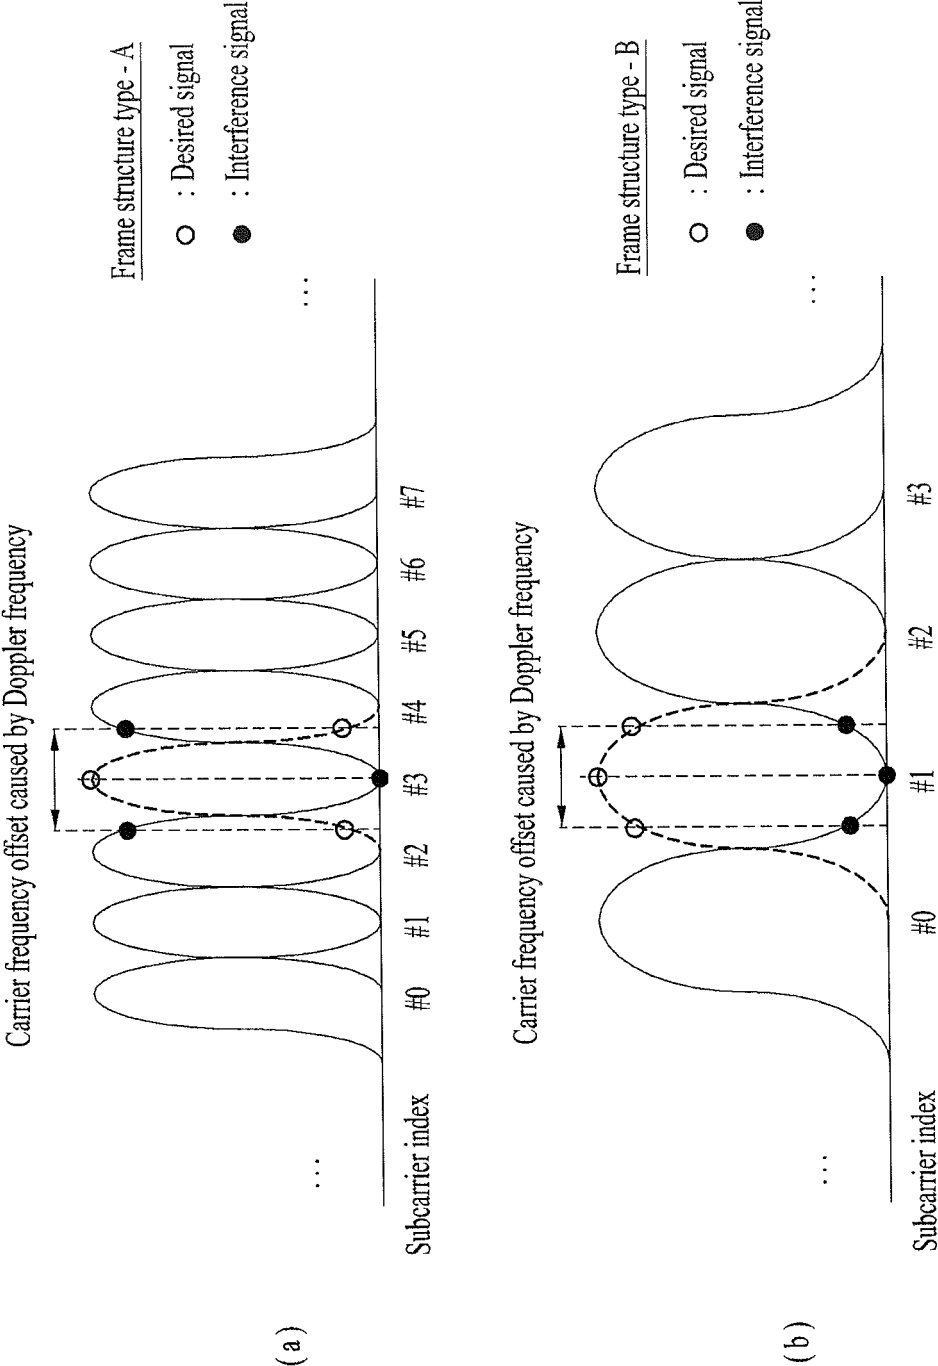 ( a )
Carrier frequency offset caused by Doppler frequency
Frame structure type - A
: Desired signal
: Interference signal
...
...
Subcarrier index
#0
#1
#2
#3
#4
#5
#6
#7
( b )
Carrier frequency offset caused by Doppler frequency
Frame structure type - B
: Desired signal
: Interference signal
...
...
Subcarrier index
#0
#1
#2
#3